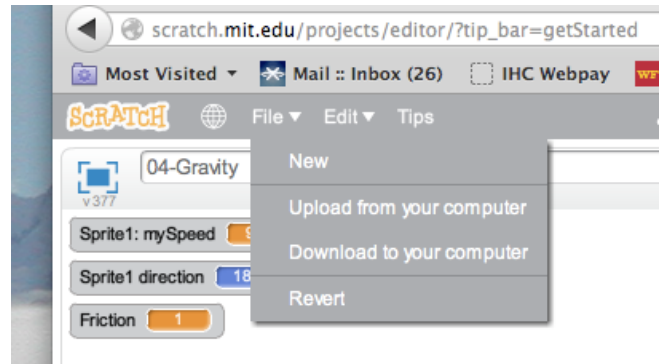 scratch.mit.edu/projects/editor/?tip_bar=getStarted
Most Visited Mail :: Inbox (26) IHC Webpay
SCRATCH File Edit Tips
04-Gravity
v377
New
Upload from your computer
Download to your computer
Revert
Sprite1: mySpeed
Sprite1 direction 18
Friction 1